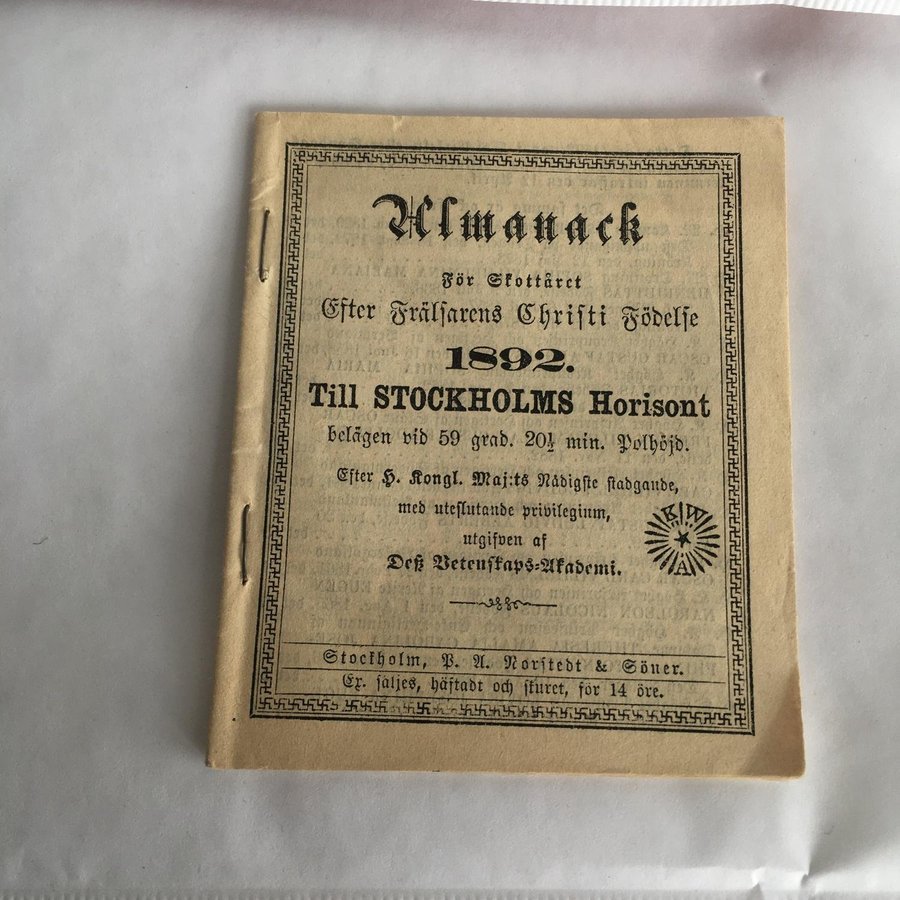 Almanack
För Skottåret
Efter Frälsarens Christi Födelse
1892.
Till STOCKHOLMS Horisont
belägen vid 59 grad. 20½ min. Polhöjd.
Efter H. Kongl. Maj:ts Nådigste stadgande,
med uteslutande privilegium,
utgifven af
Deß Vetenskaps-Akademi.
K W
A
Stockholm, P. A. Norstedt & Söner.
Ex. säljes, häftadt och skuret, för 14 öre.